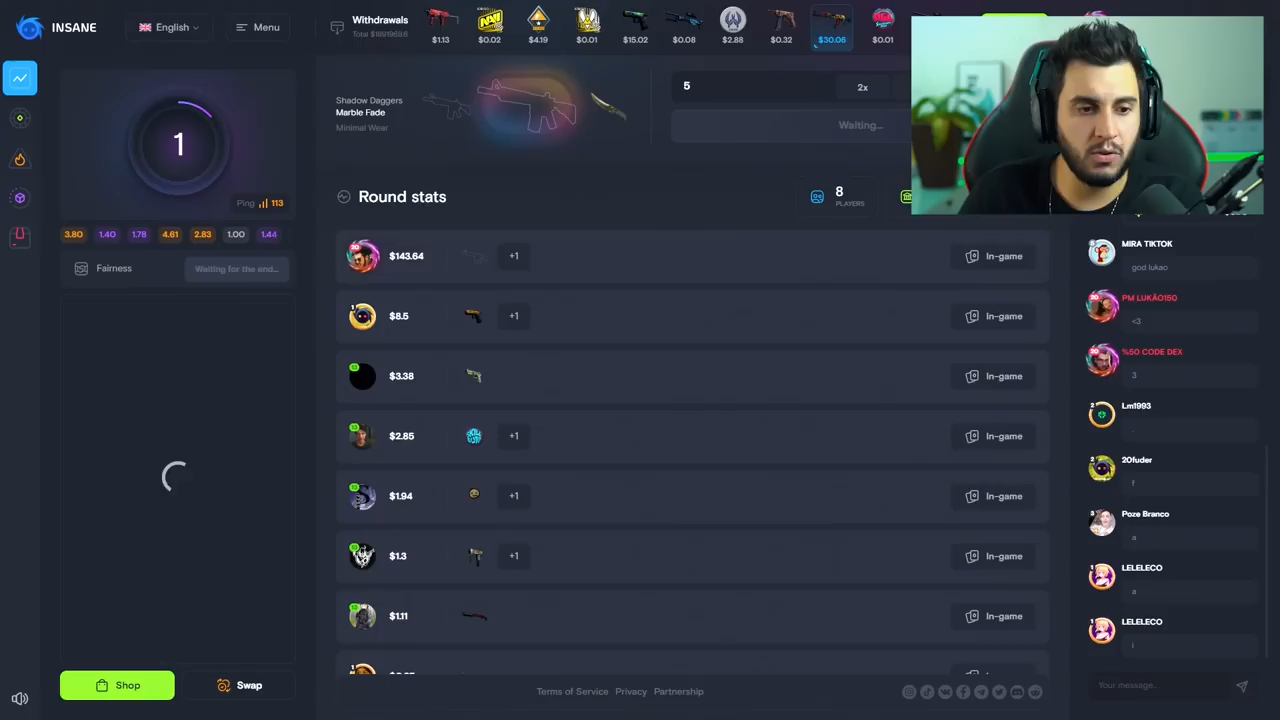 INSANE
English
Menu
Withdrawals
$1.13
$0.02
$4.19
$0.01
$15.02
$0.08
$2.88
$0.32
$30.06
$0.01
1
Ping 113
3.80 1.40 1.78 4.61 2.83 1.00 1.44
Fairness
Waiting for the end...
Shop
Swap
Shadow Daggers
Marble Fade
Minimal Wear
5
2x
Waiting...
Round stats
8
PLAYERS
$143.64 +1 In-game
$8.5 +1 In-game
$3.38 In-game
$2.85 +1 In-game
$1.94 +1 In-game
$1.3 +1 In-game
$1.11 In-game
Terms of Service Privacy Partnership
MIRA TIKTOK
god lukao
PM LUKÃO150
<3
%50 CODE DEX
3
Lm1993
.
20fuder
f
Poze Branco
a
LELELECO
a
LELELECO
i
Your message..